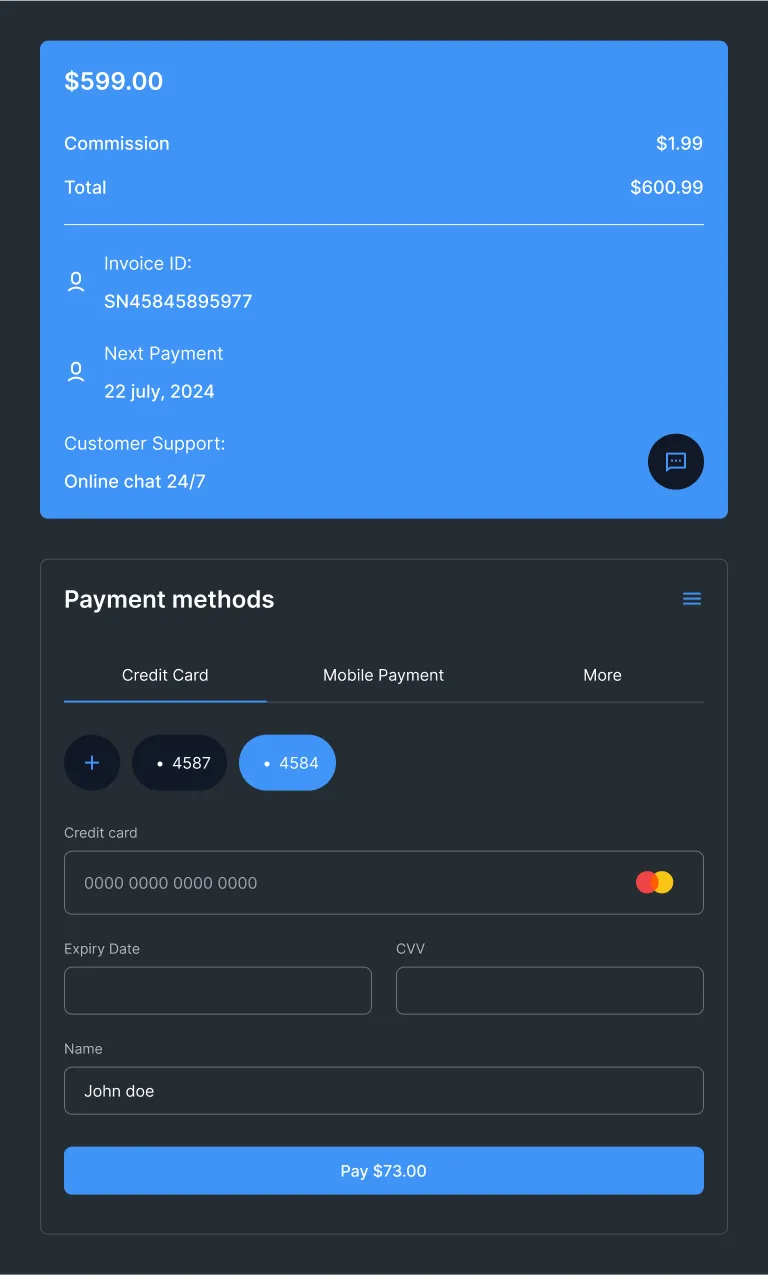 $599.00
Commission $1.99
Total $600.99
Invoice ID:
SN45845895977
Next Payment
22 july, 2024
Customer Support:
Online chat 24/7
Payment methods
Credit Card Mobile Payment More
+ • 4587 • 4584
Credit card
0000 0000 0000 0000
Expiry Date CVV
Name
John doe
Pay $73.00